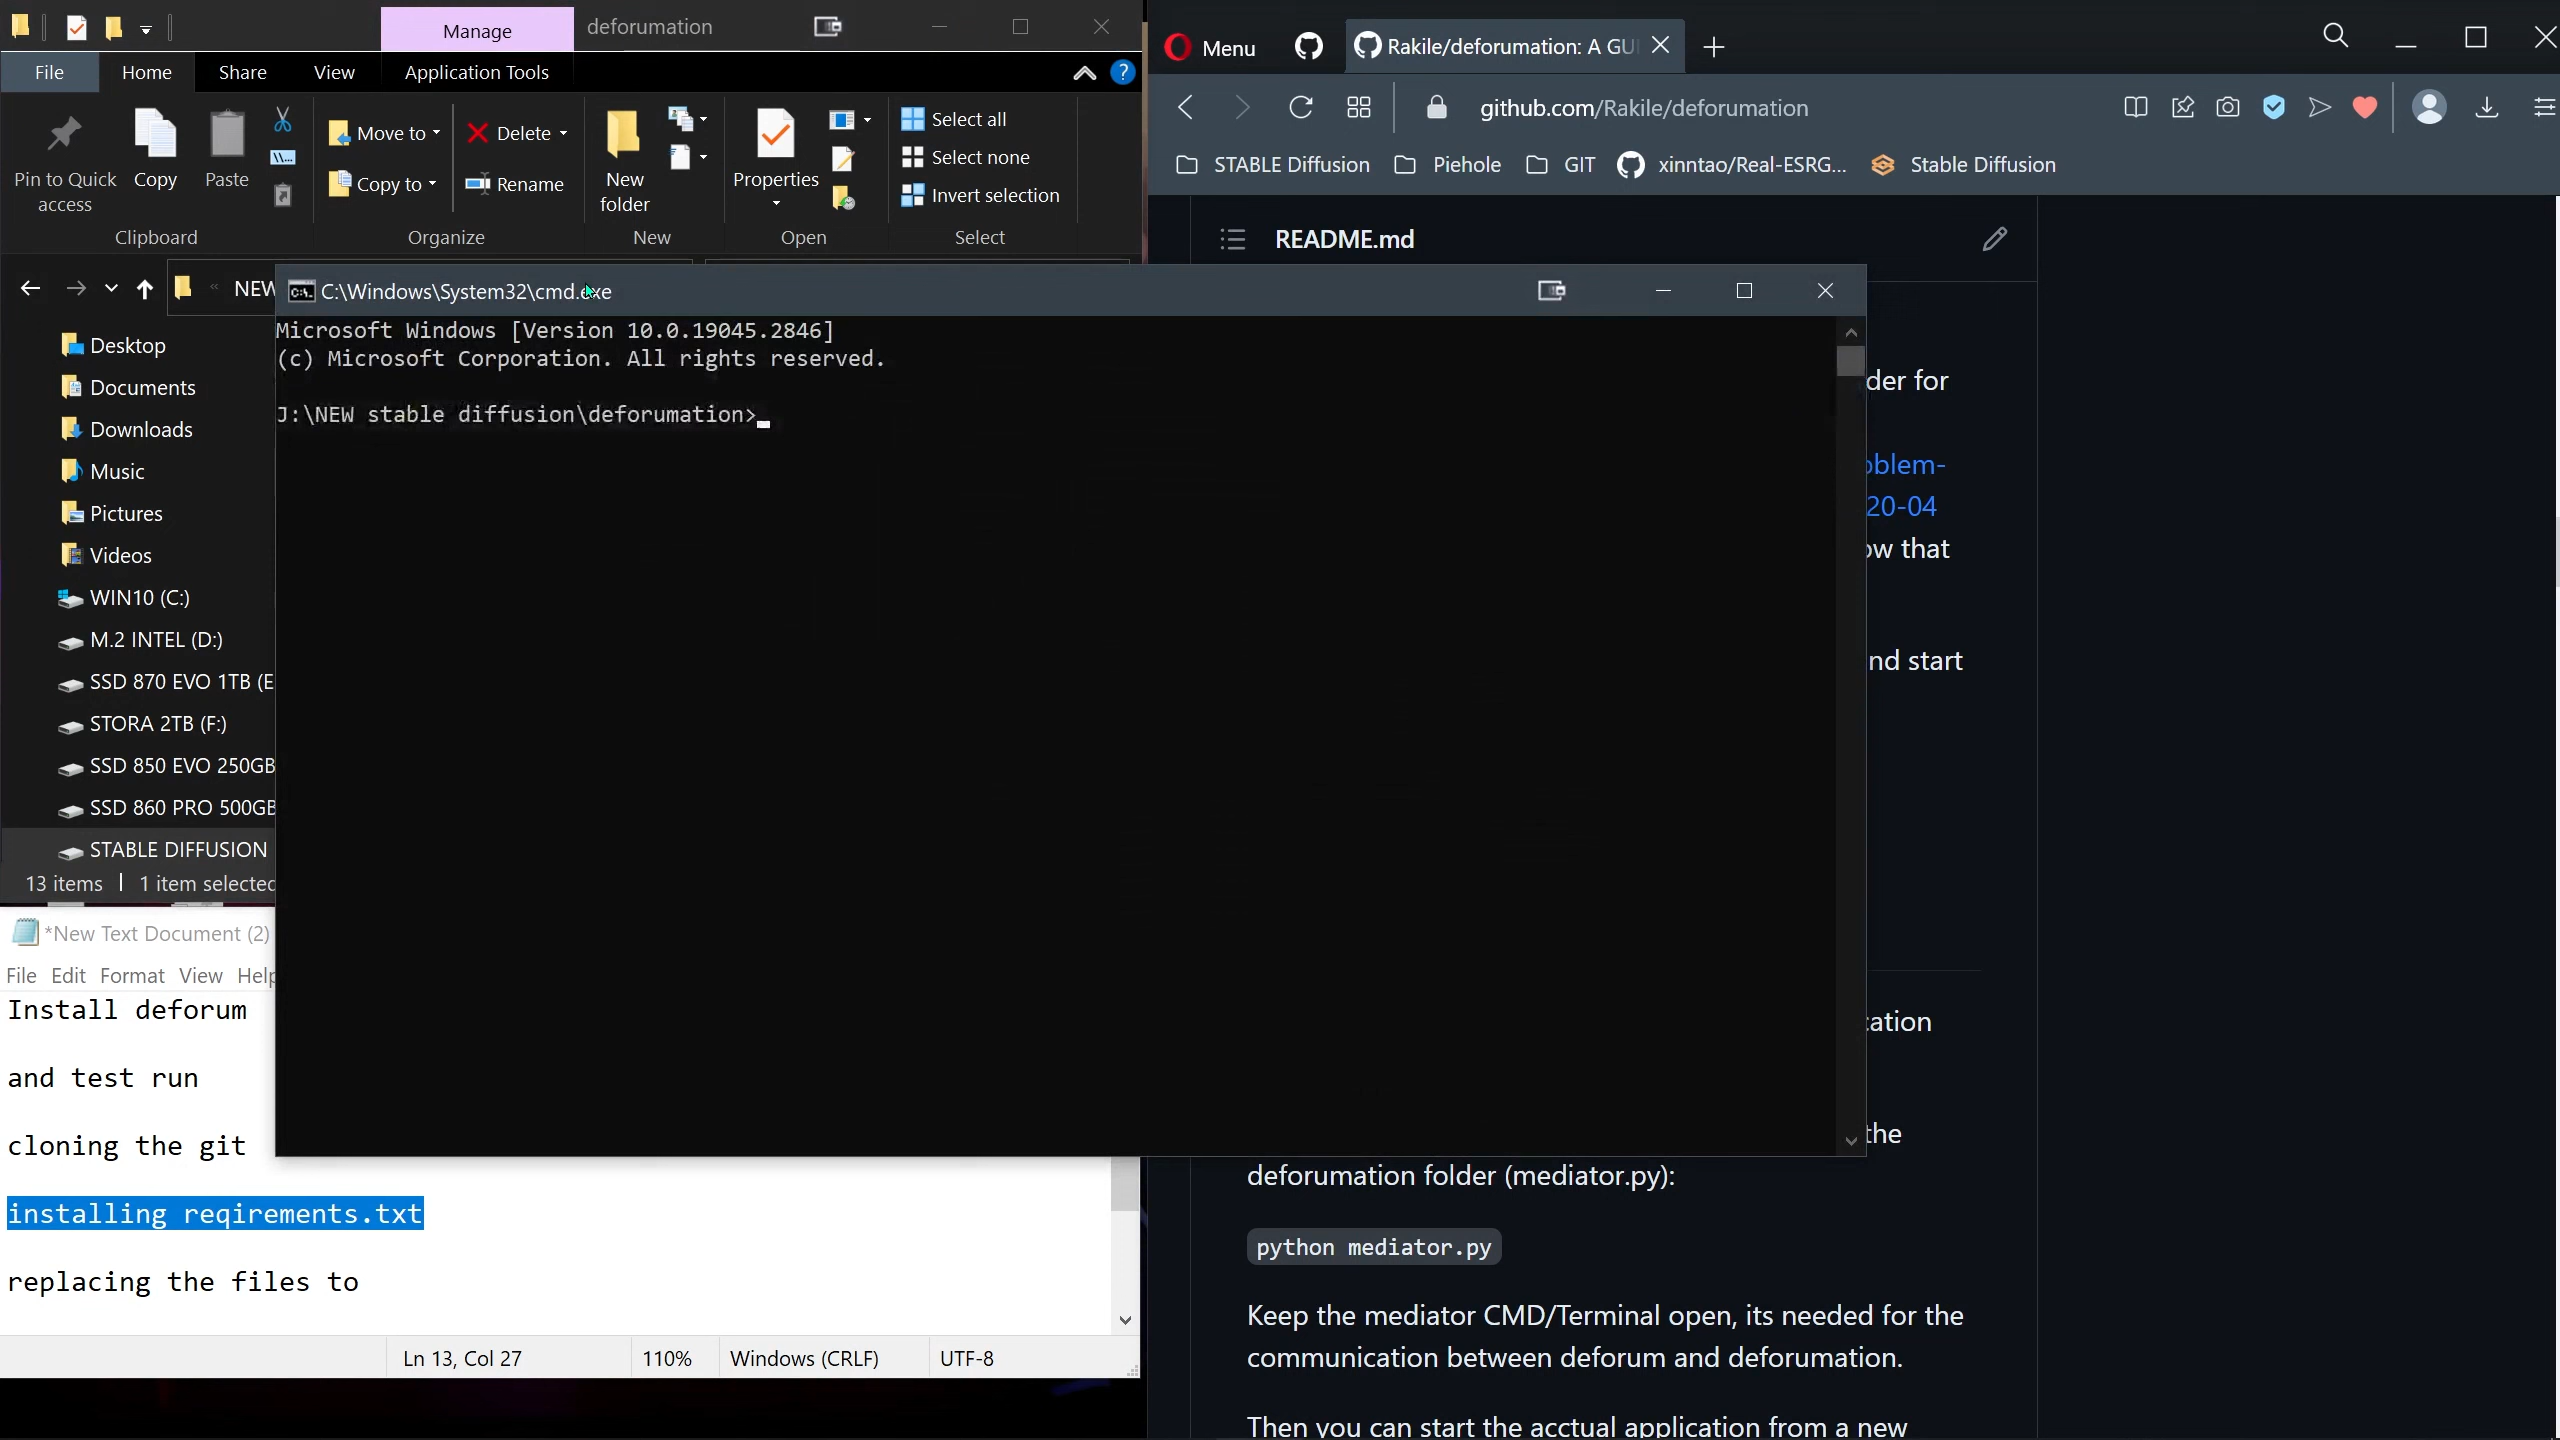 Manage
deforumation
File
Home
Share
View
Application Tools
Pin to Quick access
Copy
Paste
Move to
Copy to
Delete
Rename
New folder
Properties
Select all
Select none
Invert selection
Clipboard
Organize
New
Open
Select
NEW
Desktop
Documents
Downloads
Music
Pictures
Videos
WIN10 (C:)
M.2 INTEL (D:)
SSD 870 EVO 1TB (E
STORA 2TB (F:)
SSD 850 EVO 250GB
SSD 860 PRO 500GB
STABLE DIFFUSION
13 items
1 item selected
C:\Windows\System32\cmd.exe
Microsoft Windows [Version 10.0.19045.2846]
(c) Microsoft Corporation. All rights reserved.
J:\NEW stable diffusion\deforumation>
*New Text Document (2)
File Edit Format View Help
Install deforum
and test run
cloning the git
installing reqirements.txt
replacing the files to
Ln 13, Col 27
110%
Windows (CRLF)
UTF-8
Menu
Rakile/deforumation: A GUI
github.com/Rakile/deforumation
STABLE Diffusion
Piehole
GIT
xinntao/Real-ESRG...
Stable Diffusion
README.md
der for
oblem-
20-04
ow that
nd start
cation
the
deforumation folder (mediator.py):
python mediator.py
Keep the mediator CMD/Terminal open, its needed for the
communication between deforum and deforumation.
Then you can start the acctual application from a new